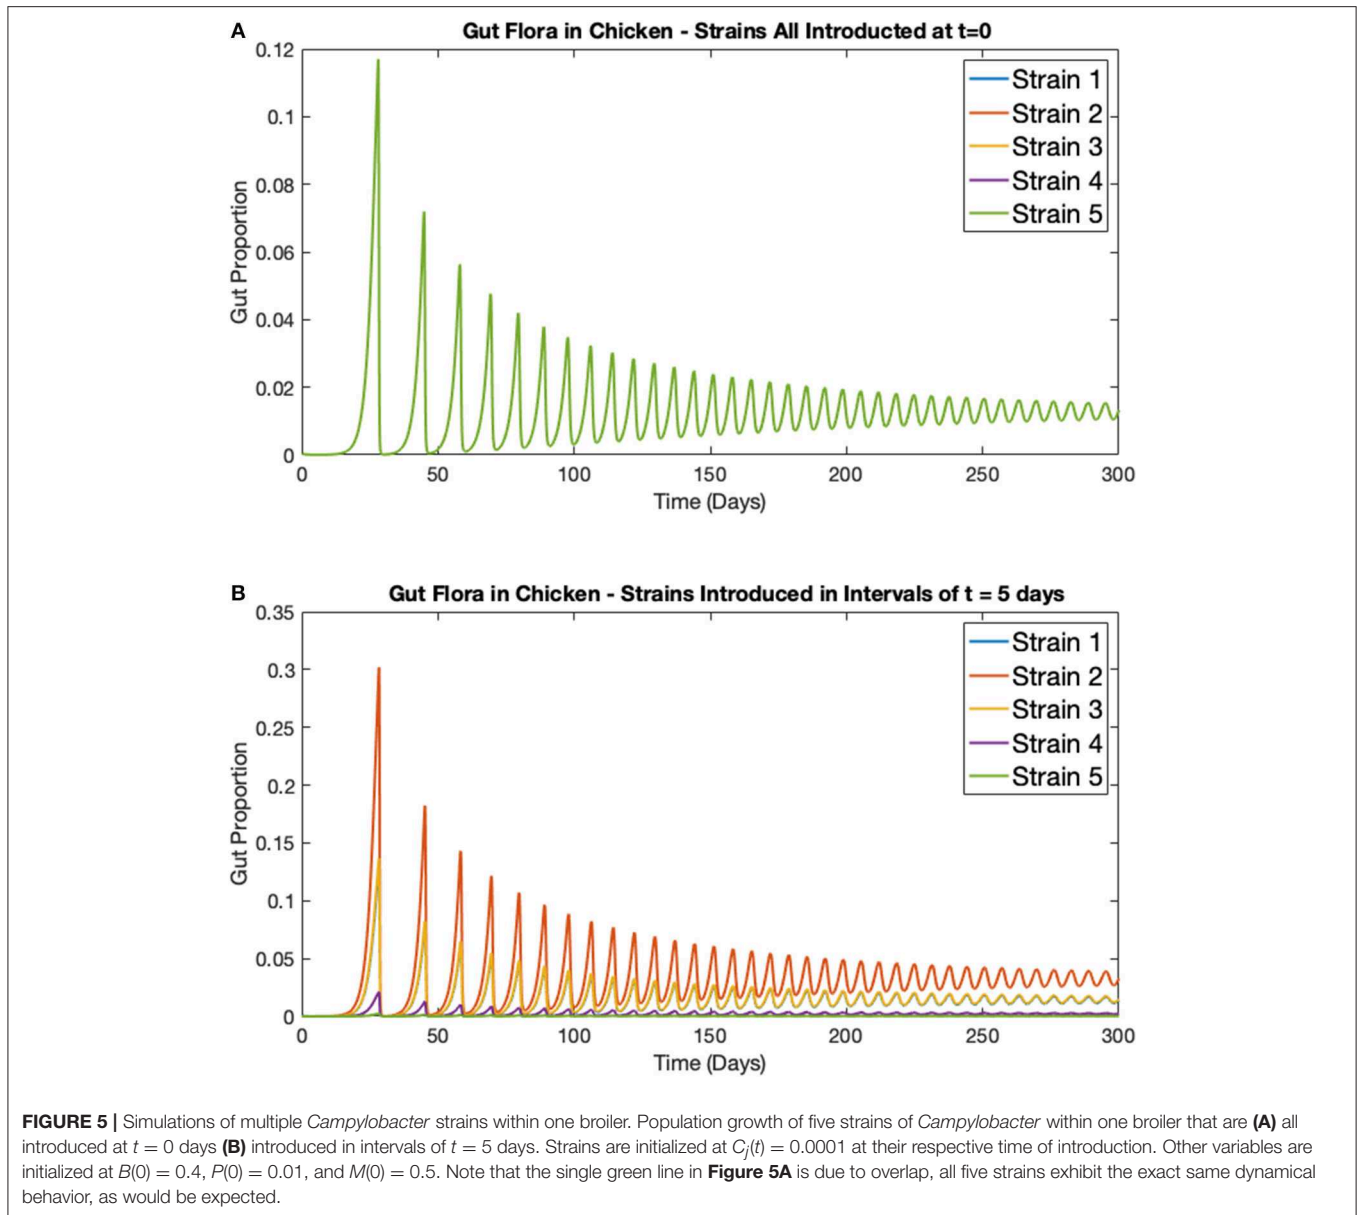 A
Gut Flora in Chicken - Strains All Introducted at t=0
0.12
0.1
0.08
0.06
0.04
0.02
0
Gut Proportion
0 50 100 150 200 250 300
Time (Days)
Strain 1
Strain 2
Strain 3
Strain 4
Strain 5
B
Gut Flora in Chicken - Strains Introduced in Intervals of t = 5 days
0.35
0.3
0.25
0.2
0.15
0.1
0.05
0
Gut Proportion
0 50 100 150 200 250 300
Time (Days)
Strain 1
Strain 2
Strain 3
Strain 4
Strain 5
FIGURE 5 | Simulations of multiple Campylobacter strains within one broiler. Population growth of five strains of Campylobacter within one broiler that are (A) all
introduced at t = 0 days (B) introduced in intervals of t = 5 days. Strains are initialized at Cj(t) = 0.0001 at their respective time of introduction. Other variables are
initialized at B(0) = 0.4, P(0) = 0.01, and M(0) = 0.5. Note that the single green line in Figure 5A is due to overlap, all five strains exhibit the exact same dynamical
behavior, as would be expected.